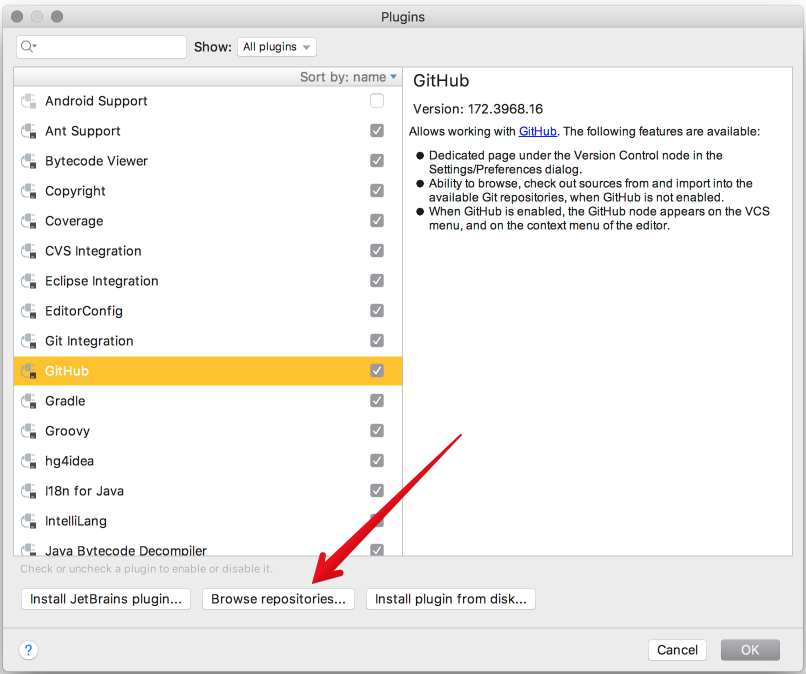 Plugins
Show: All plugins
Sort by: name
Android Support
Ant Support
Bytecode Viewer
Copyright
Coverage
CVS Integration
Eclipse Integration
EditorConfig
Git Integration
GitHub
Gradle
Groovy
hg4idea
I18n for Java
IntelliLang
Java Bytecode Decompiler
GitHub
Version: 172.3968.16
Allows working with GitHub. The following features are available:
Dedicated page under the Version Control node in the
Settings/Preferences dialog.
Ability to browse, check out sources from and import into the
available Git repositories, when GitHub is not enabled.
When GitHub is enabled, the GitHub node appears on the VCS
menu, and on the context menu of the editor.
Check or uncheck a plugin to enable or disable it.
Install JetBrains plugin... Browse repositories... Install plugin from disk...
? Cancel OK